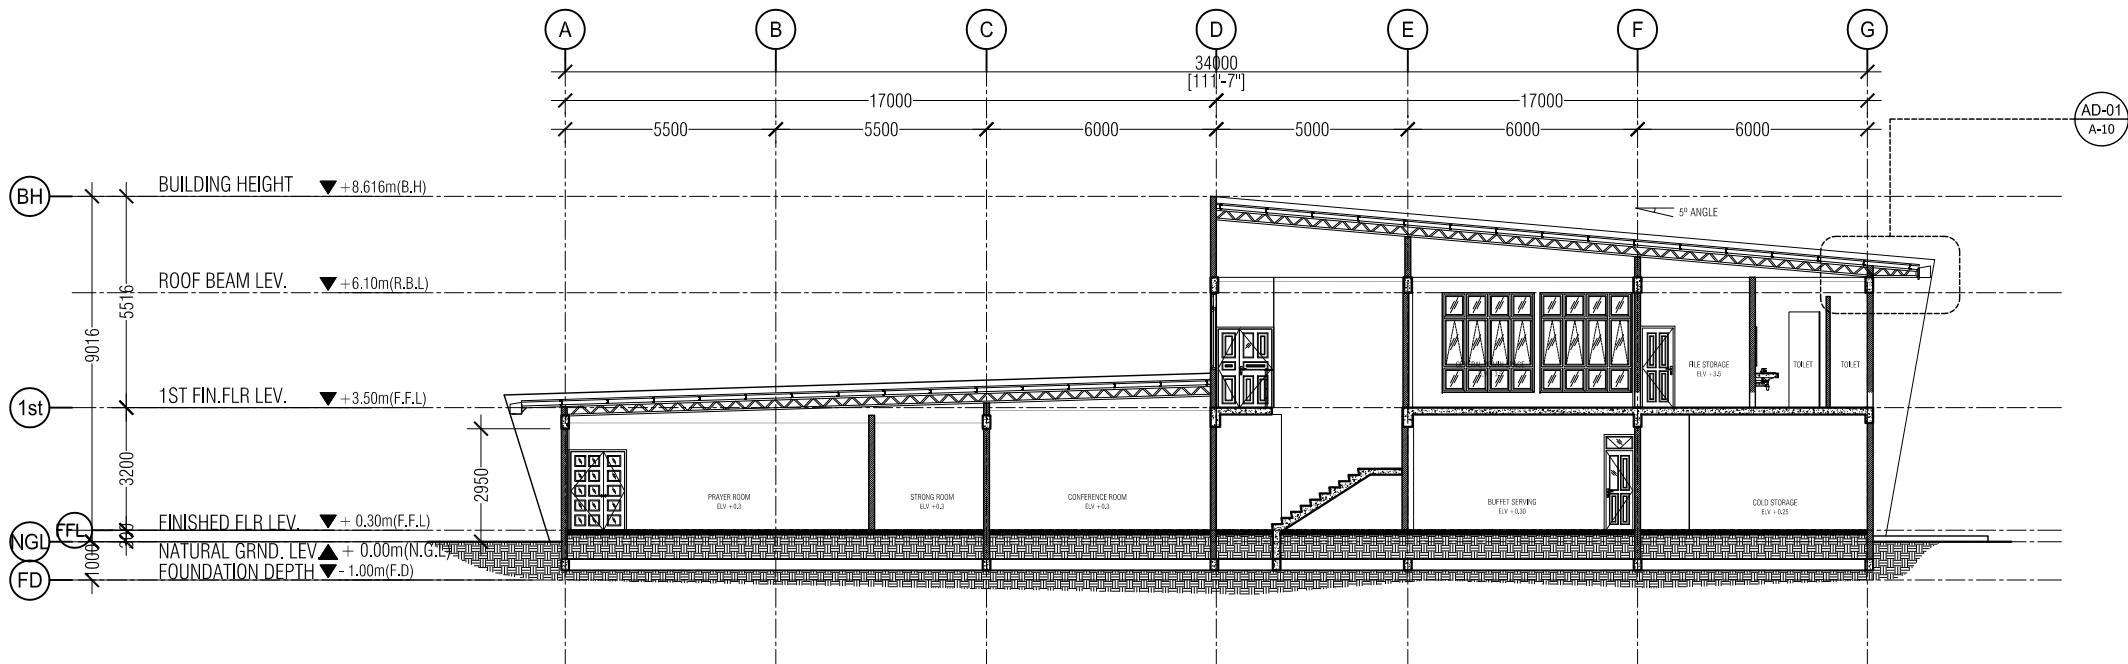 A
B
C
D
E
F
G
34000
[111'-7"]
17000
17000
5500
5500
6000
5000
6000
6000
AD-01
A-10
BH
BUILDING HEIGHT
+8.616m(B.H)
5° ANGLE
ROOF BEAM LEV.
+6.10m(R.B.L)
5516
9016
1st
1ST FIN.FLR LEV.
+3.50m(F.F.L)
FILE STORAGE
ELV +3.5
TOILET
TOILET
3200
2950
PRAYER ROOM
ELV +0.3
STRONG ROOM
ELV +0.3
CONFERENCE ROOM
ELV +0.3
BUFFET SERVING
ELV +0.30
COLD STORAGE
ELV +0.25
FFL
FINISHED FLR LEV.
+ 0.30m(F.F.L)
NGL
NATURAL GRND. LEV.
+ 0.00m(N.G.L)
1000
FD
FOUNDATION DEPTH
- 1.00m(F.D)